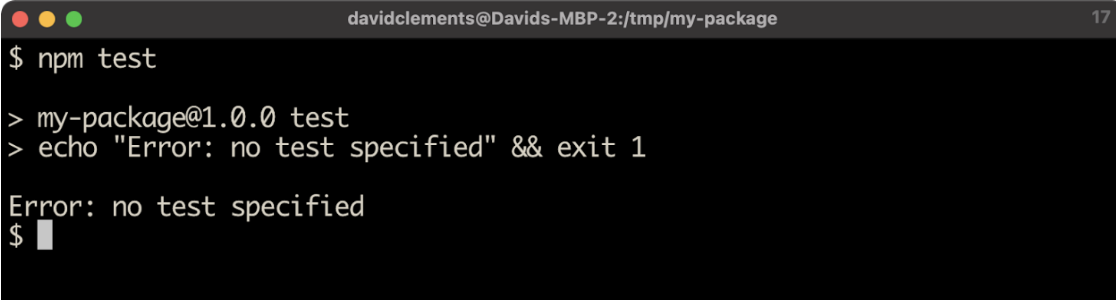 davidclements@Davids-MBP-2:/tmp/my-package
17
$ npm test
> my-package@1.0.0 test
> echo "Error: no test specified" && exit 1
Error: no test specified
$